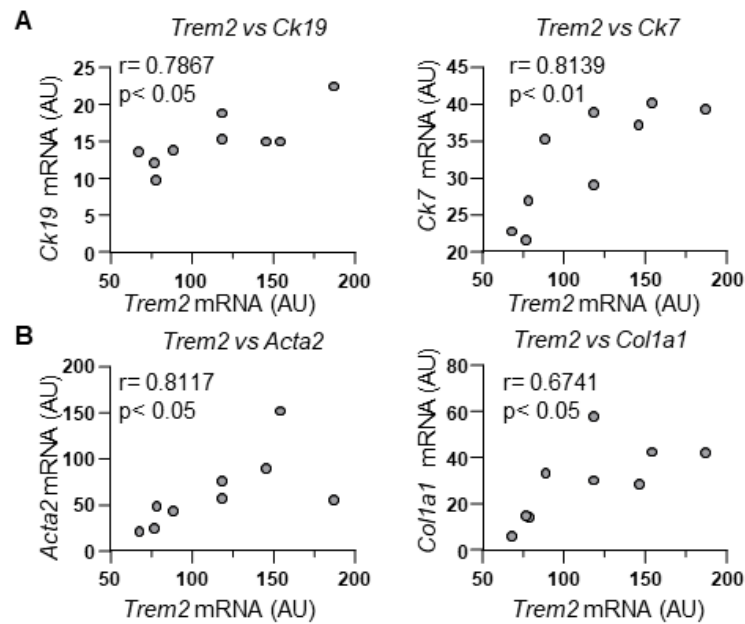 A
Trem2 vs Ck19
r= 0.7867
p< 0.05
Ck19 mRNA (AU)
25
20
15
10
5
0
50
100
150
200
Trem2 mRNA (AU)
Trem2 vs Ck7
r= 0.8139
p< 0.01
Ck7 mRNA (AU)
45
40
35
30
25
20
50
100
150
200
Trem2 mRNA (AU)
B
Trem2 vs Acta2
r= 0.8117
p< 0.05
Acta2 mRNA (AU)
200
150
100
50
0
50
100
150
200
Trem2 mRNA (AU)
Trem2 vs Col1a1
r= 0.6741
p< 0.05
Col1a1 mRNA (AU)
80
60
40
20
0
50
100
150
200
Trem2 mRNA (AU)